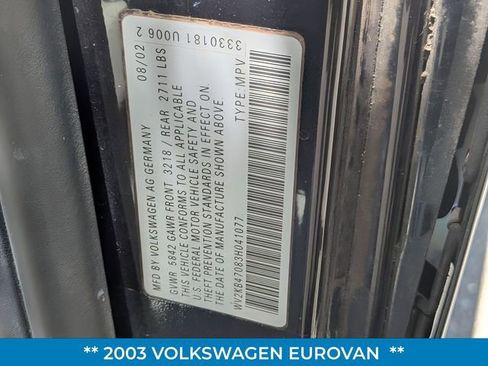 MFD BY VOLKSWAGEN AG GERMANY 08/02 3330181 U006 2
GVWR 5842 GAWR FRONT 3218 / REAR 2711 LBS
THIS VEHICLE CONFORMS TO ALL APPLICABLE
U.S. FEDERAL MOTOR VEHICLE SAFETY AND
THEFT PREVENTION STANDARDS IN EFFECT ON
DATE OF MANUFACTURE SHOWN ABOVE
WV2KB47083H041077 TYPE:MPV
** 2003 VOLKSWAGEN EUROVAN **